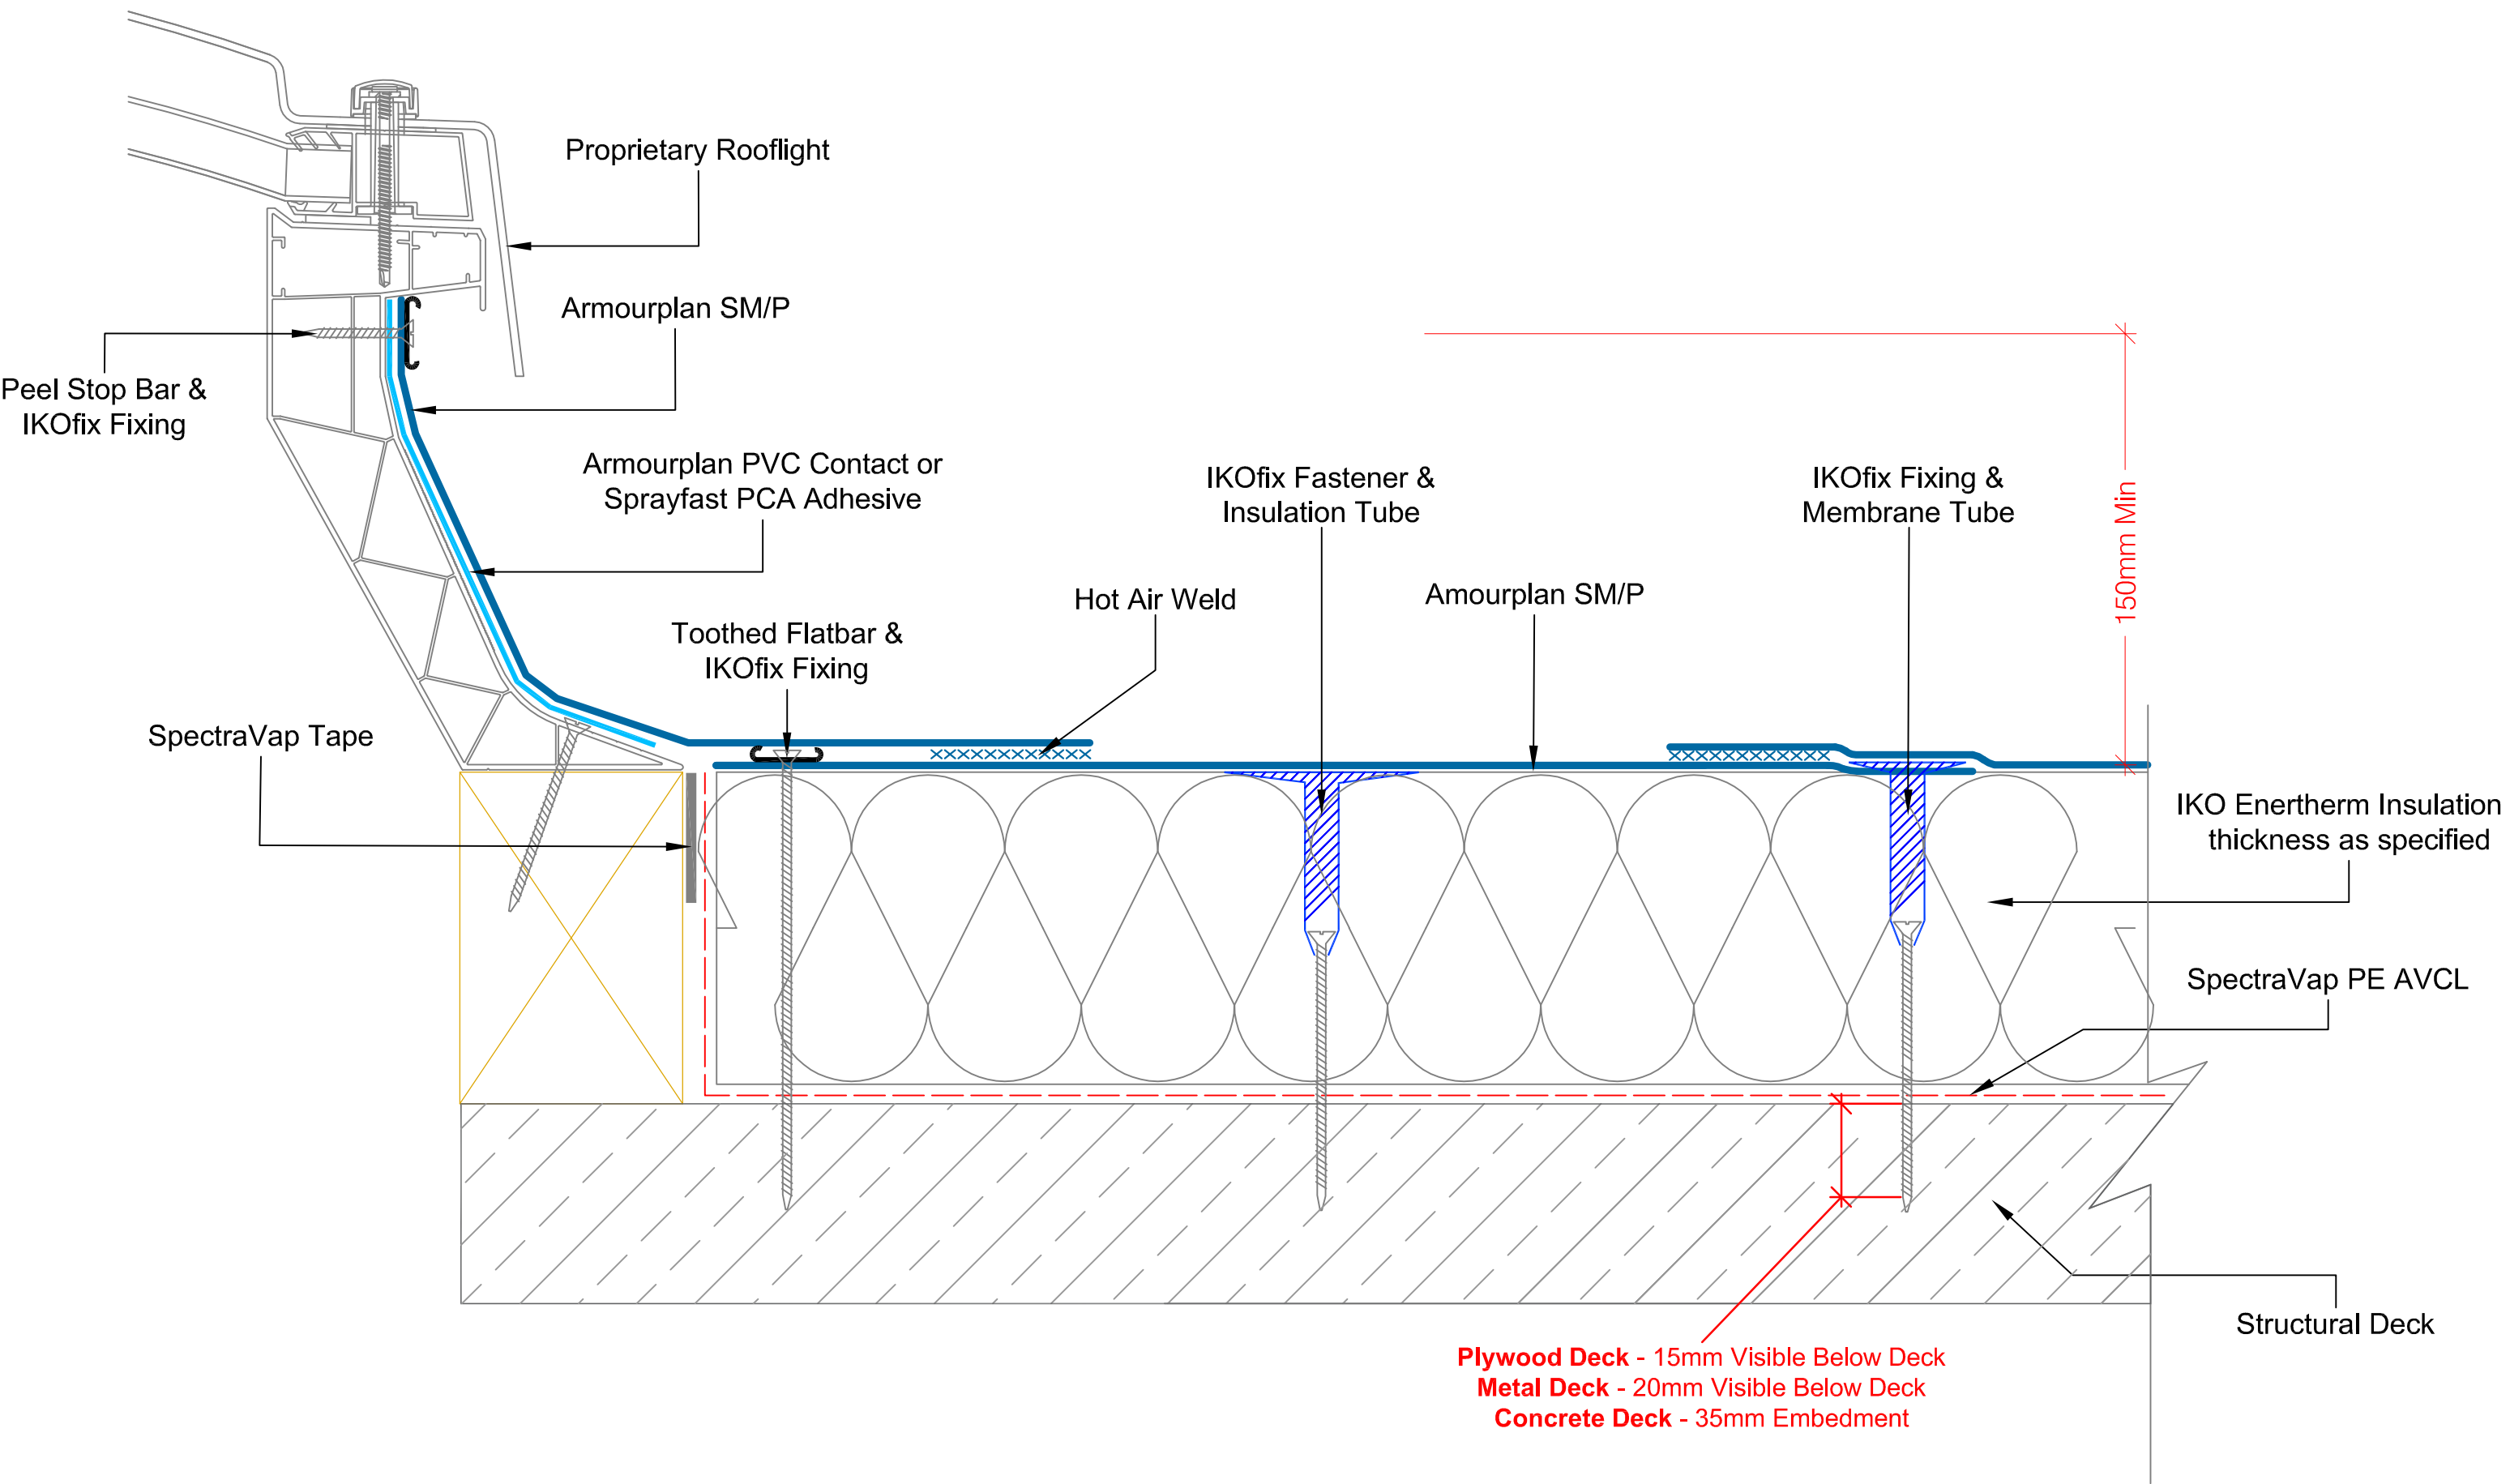 Proprietary Rooflight
Armourplan SM/P
Peel Stop Bar &
IKOfix Fixing
Armourplan PVC Contact or
Sprayfast PCA Adhesive
IKOfix Fastener &
Insulation Tube
IKOfix Fixing &
Membrane Tube
150mm Min
Hot Air Weld
Amourplan SM/P
Toothed Flatbar &
IKOfix Fixing
SpectraVap Tape
IKO Enertherm Insulation
thickness as specified
SpectraVap PE AVCL
Structural Deck
Plywood Deck - 15mm Visible Below Deck
Metal Deck - 20mm Visible Below Deck
Concrete Deck - 35mm Embedment